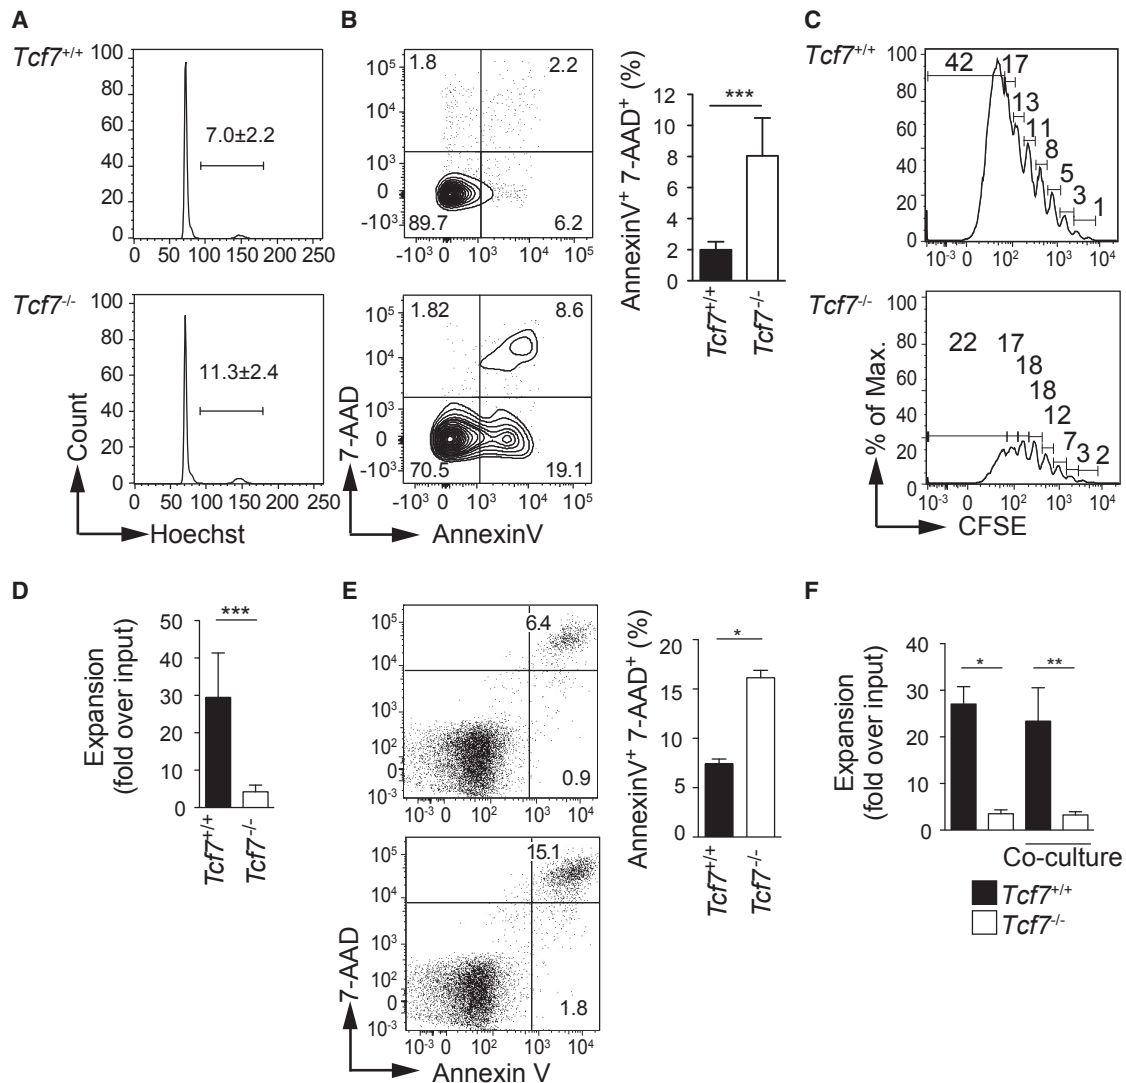 A
B
C
Tcf7+/+
100
80
60
40
20
0
7.0±2.2
0 50 100 150 200 250
10⁵
10⁴
10³
0
-10³
1.8
2.2
89.7
6.2
-10³ 0 10³ 10⁴ 10⁵
AnnexinV+ 7-AAD+ (%)
12
10
8
6
4
2
0
***
Tcf7+/+
Tcf7-/-
Tcf7+/+
100
80
60
40
20
0
42
17
13
11
8
5
3
1
-10⁻³ 0 10² 10³ 10⁴
Tcf7-/-
100
80
60
40
20
0
11.3±2.4
0 50 100 150 200 250
Count
Hoechst
10⁵
10⁴
10³
0
-10³
1.82
8.6
70.5
19.1
-10³ 0 10³ 10⁴ 10⁵
7-AAD
AnnexinV
Tcf7-/-
100
80
60
40
20
0
22
17
18
18
12
7
3
2
-10⁻³ 0 10² 10³ 10⁴
% of Max.
CFSE
D
E
F
Expansion
(fold over input)
50
40
30
20
10
0
***
Tcf7+/+
Tcf7-/-
10⁵
10⁴
10³
10²
0
10⁻³
6.4
0.9
-10⁻³ 0 10² 10³ 10⁴
10⁵
10⁴
10³
10²
0
10⁻³
15.1
1.8
-10⁻³ 0 10² 10³ 10⁴
7-AAD
Annexin V
AnnexinV+ 7-AAD+ (%)
20
15
10
5
0
*
Tcf7+/+
Tcf7-/-
Expansion
(fold over input)
40
30
20
10
0
*
**
Co-culture
Tcf7+/+
Tcf7-/-